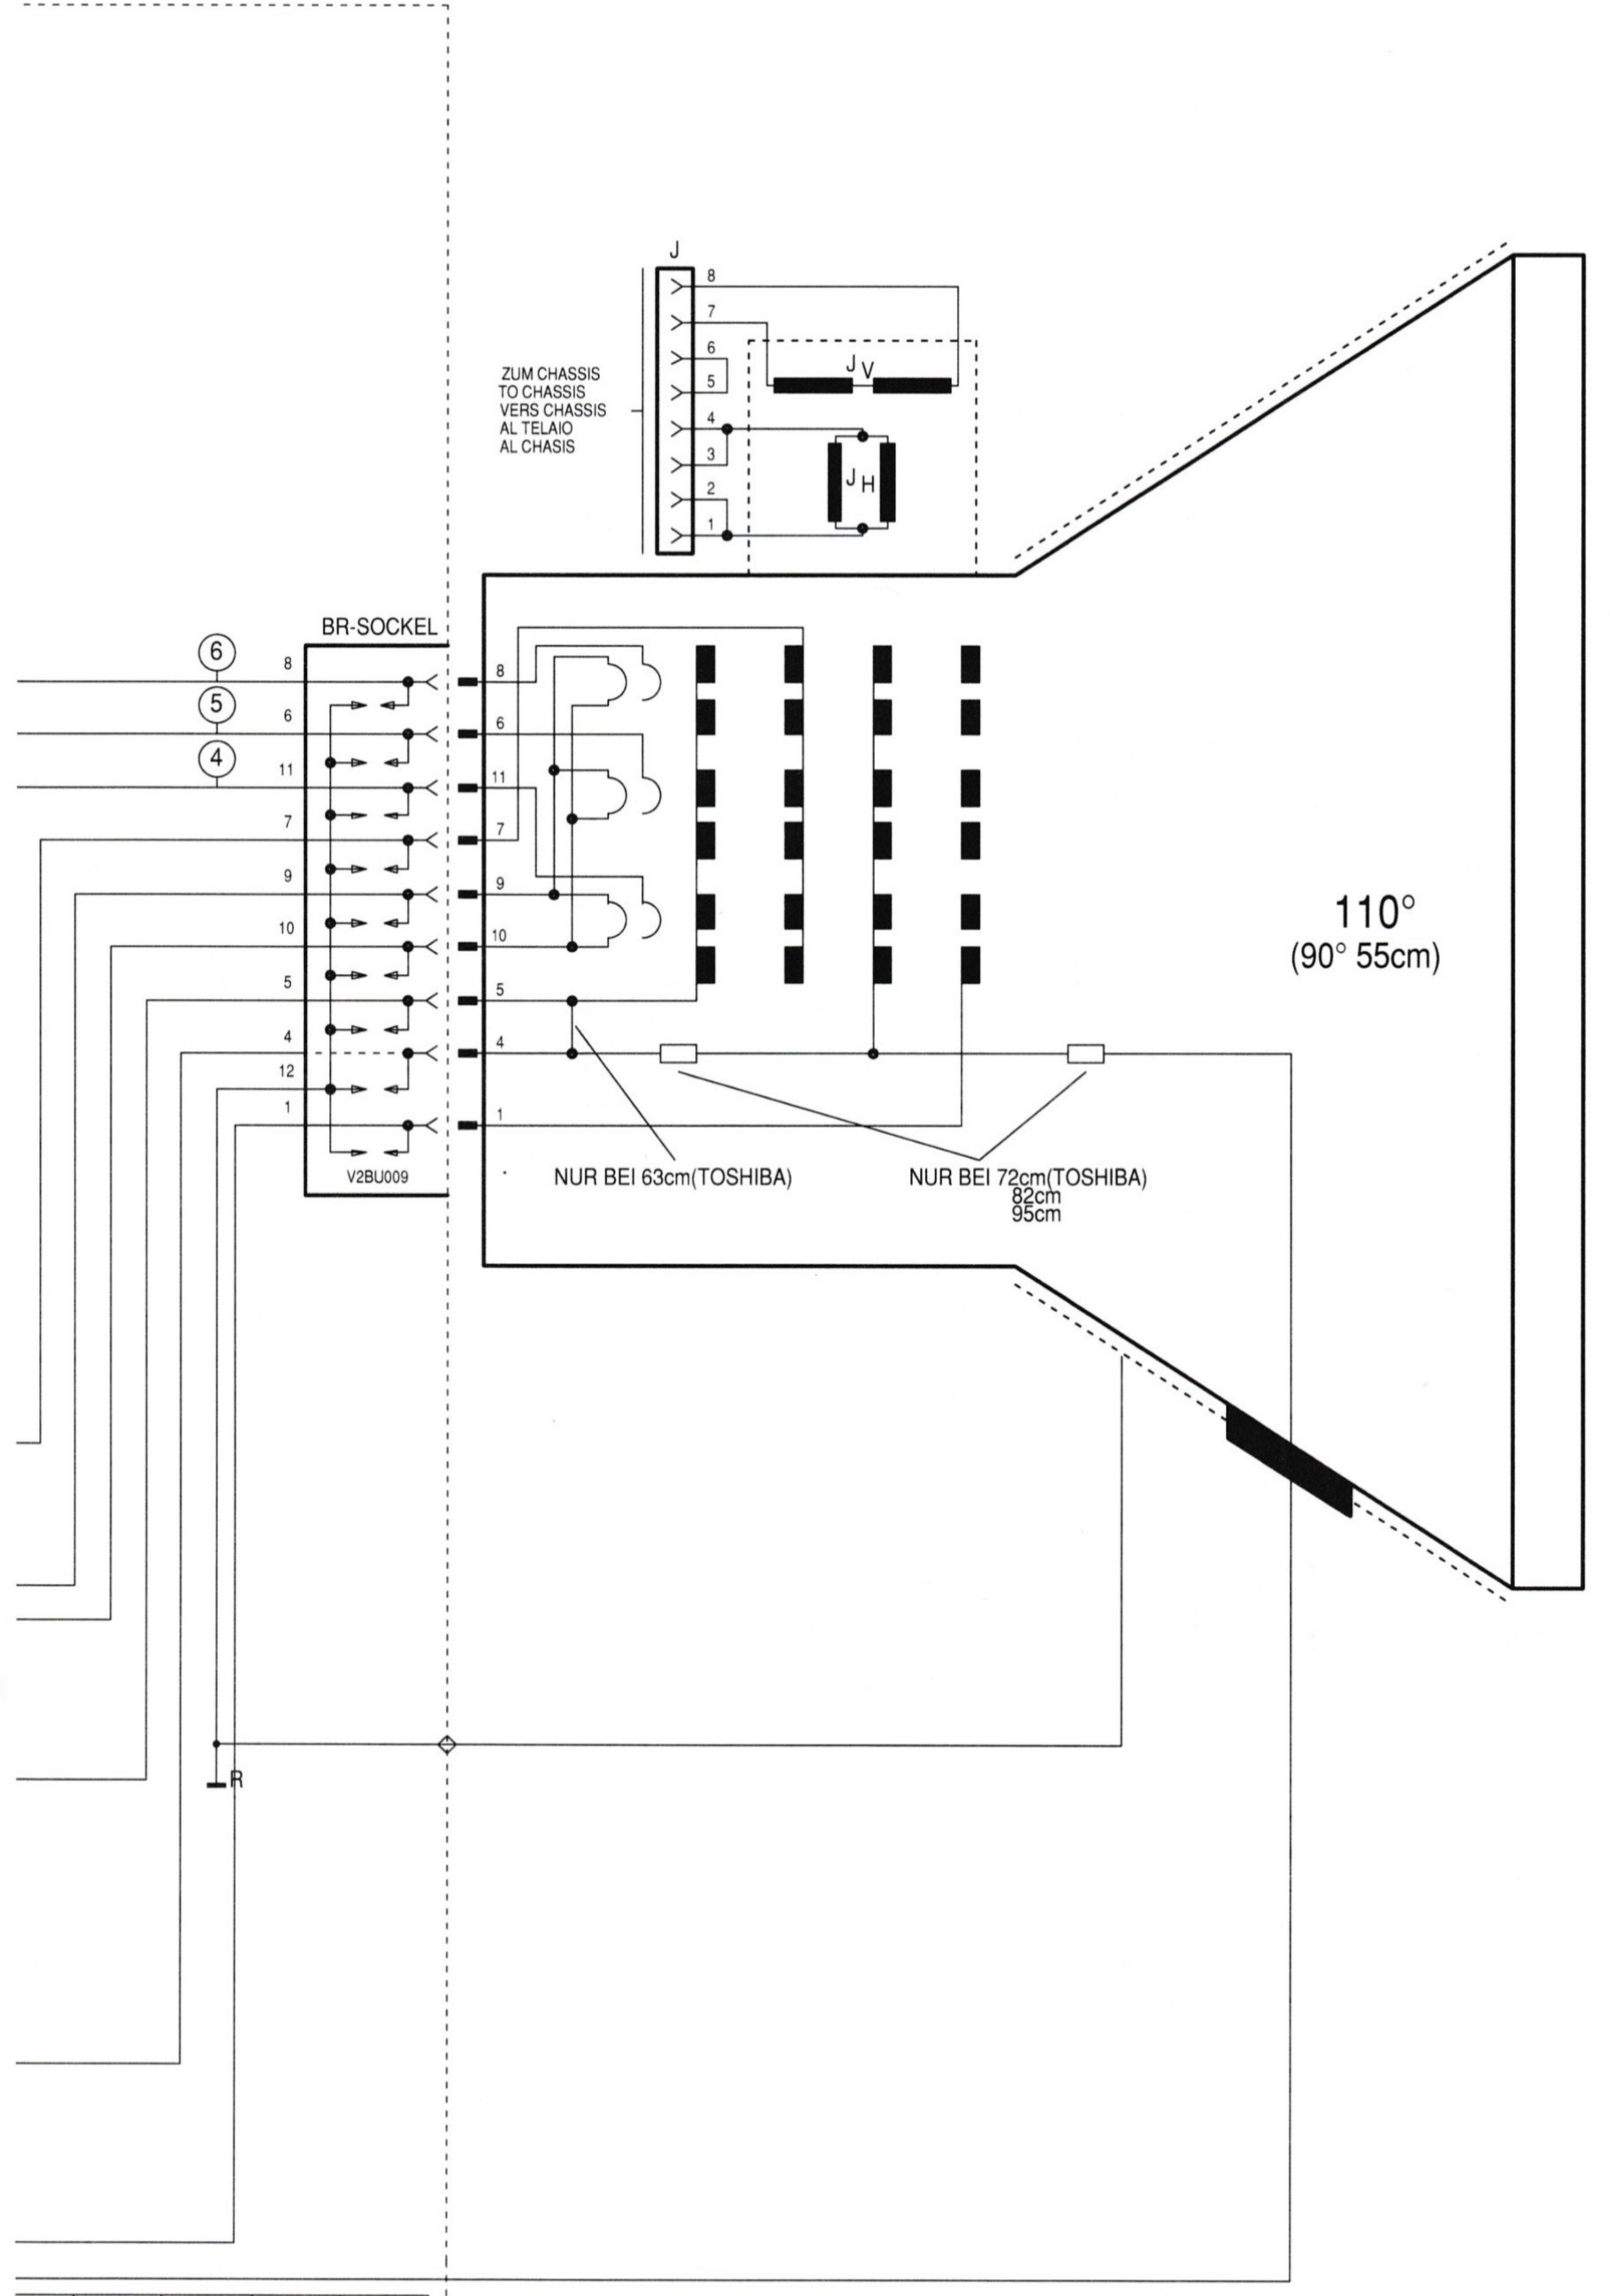 J
8
7
6
5
4
3
2
1
J V
J H
ZUM CHASSIS
TO CHASSIS
VERS CHASSIS
AL TELAIO
AL CHASIS
BR-SOCKEL
6
5
4
8
6
11
7
9
10
5
4
12
1
V2BU009
8
6
11
7
9
10
5
4
1
110°
(90° 55cm)
NUR BEI 63cm(TOSHIBA)
NUR BEI 72cm(TOSHIBA)
82cm
95cm
R